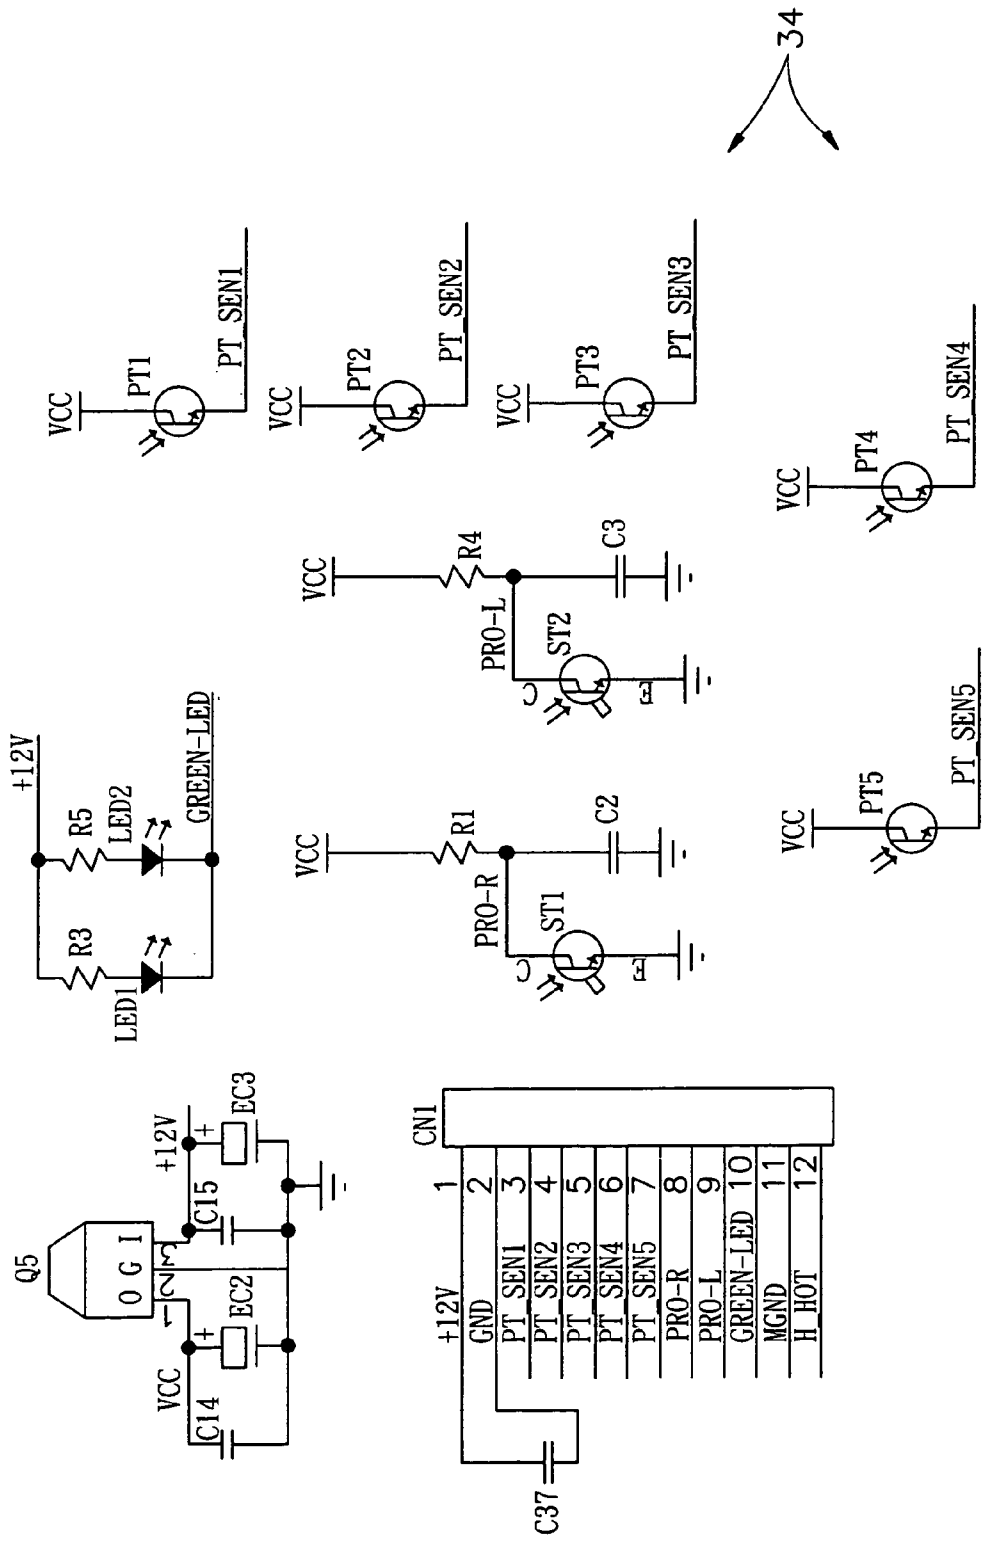 Q5
O G I
1 2 3
VCC
+12V
C14
+
EC2
C15
+
EC3
+12V
R3
R5
LED1
LED2
GREEN-LED
VCC
PT1
PT_SEN1
VCC
PT2
PT_SEN2
VCC
PT3
PT_SEN3
VCC
R1
PRO-R
C
ST1
E
C2
VCC
R4
PRO-L
C
ST2
E
C3
CN1
+12V 1
GND 2
PT_SEN1 3
PT_SEN2 4
PT_SEN3 5
PT_SEN4 6
PT_SEN5 7
PRO-R 8
PRO-L 9
GREEN-LED 10
MGND 11
H_HOT 12
C37
VCC
PT5
PT_SEN5
VCC
PT4
PT_SEN4
34